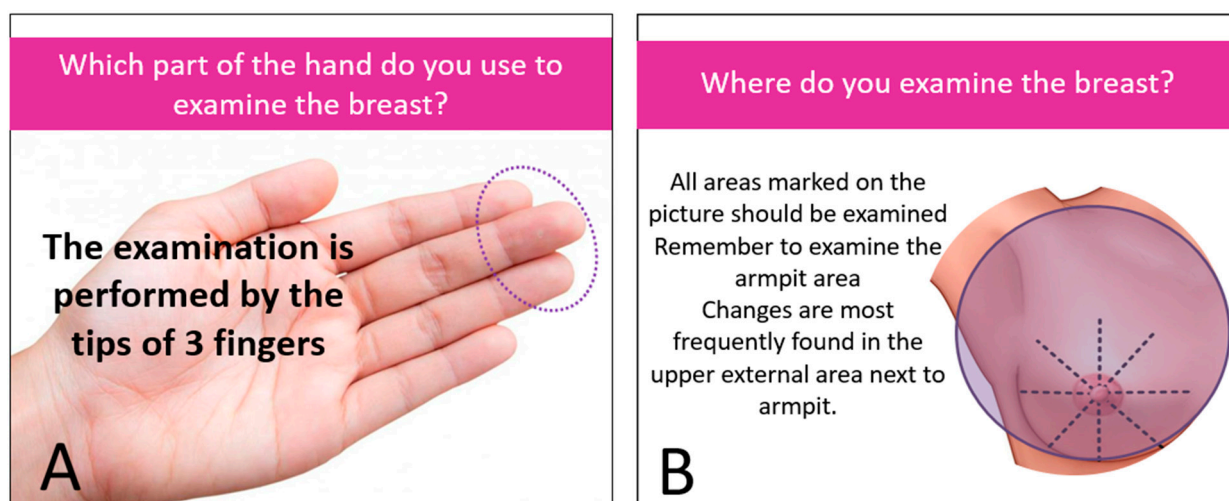 Which part of the hand do you use to
examine the breast?
The examination is
performed by the
tips of 3 fingers
A
Where do you examine the breast?
All areas marked on the
picture should be examined
Remember to examine the
armpit area
Changes are most
frequently found in the
upper external area next to
armpit.
B